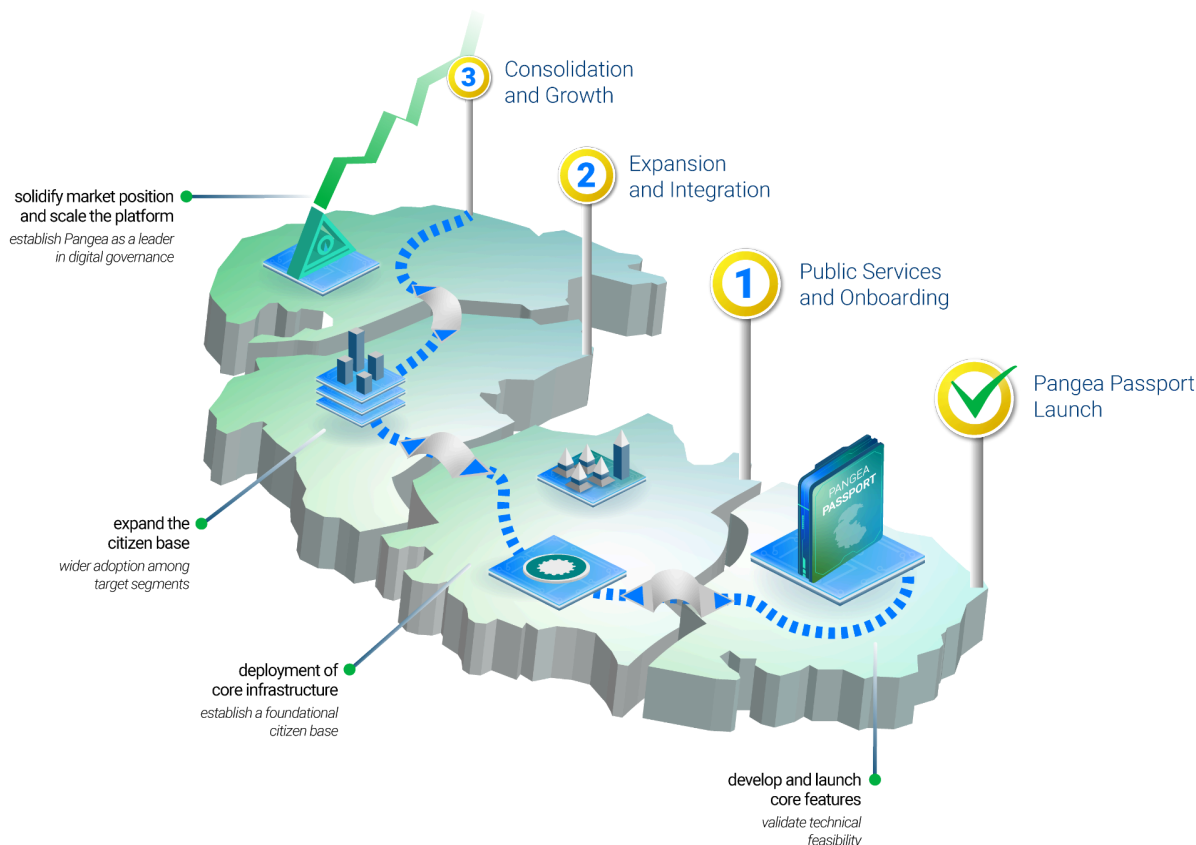 3
Consolidation
and Growth
2
Expansion
and Integration
solidify market position
and scale the platform
establish Pangea as a leader
in digital governance
1
Public Services
and Onboarding
Pangea Passport
Launch
PANGEA
PASSPORT
expand the
citizen base
wider adoption among
target segments
deployment of
core infrastructure
establish a foundational
citizen base
develop and launch
core features
validate technical
feasibility